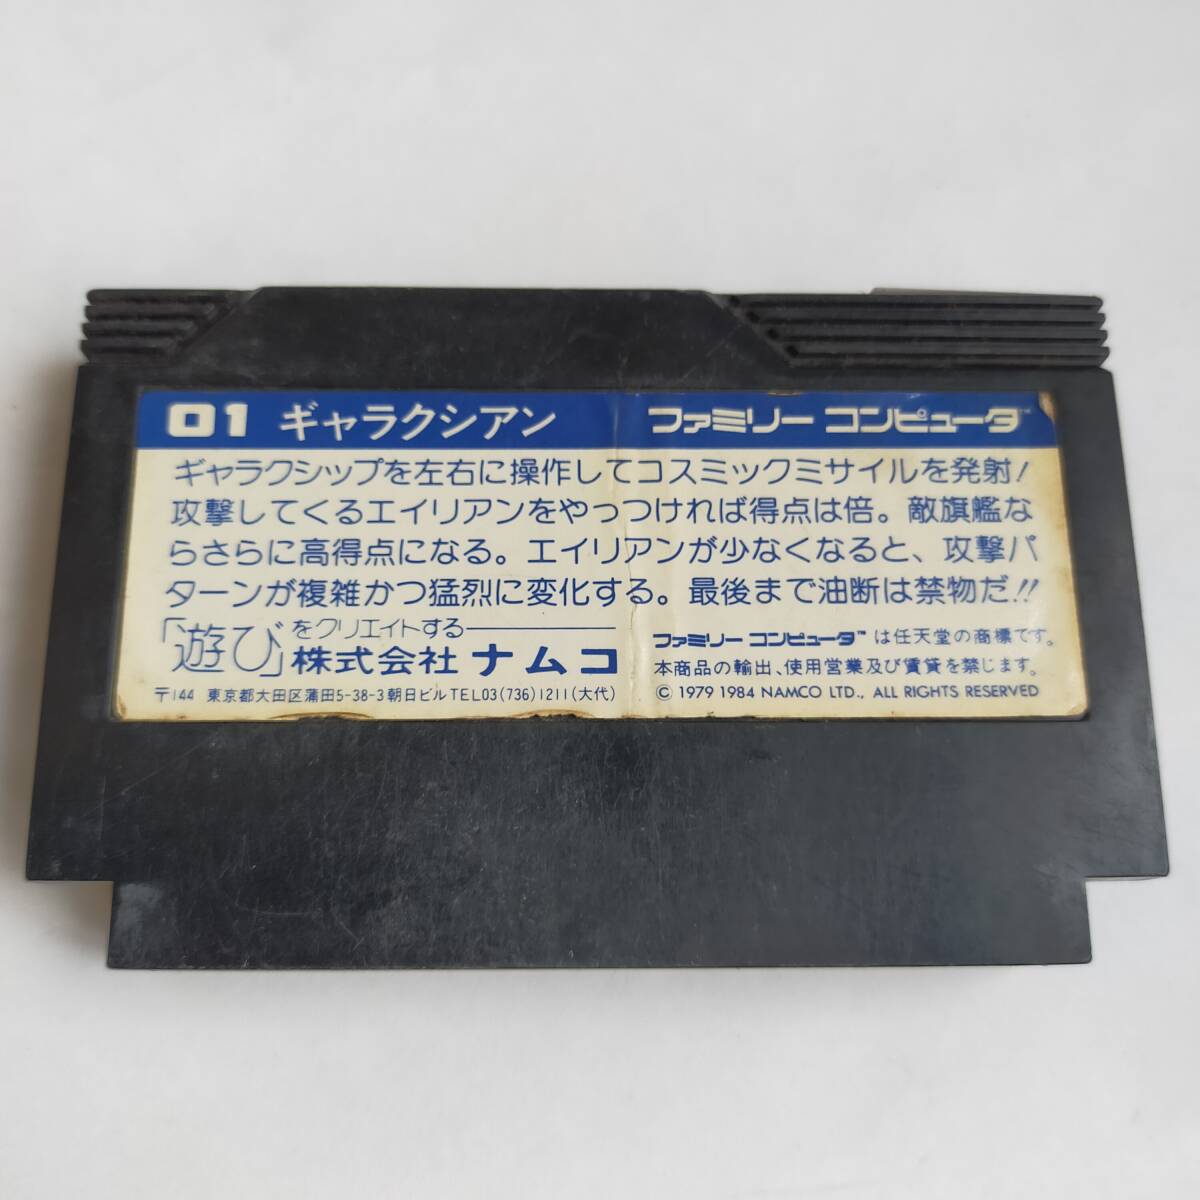 01 ギャラクシアン ファミリー コンピュータ™
ギャラクシップを左右に操作してコスミックミサイルを発射!
攻撃してくるエイリアンをやっつければ得点は倍。敵旗艦な
らさらに高得点になる。エイリアンが少なくなると、攻撃パ
ターンが複雑かつ猛烈に変化する。最後まで油断は禁物だ!!
「遊び」をクリエイトする
株式会社 ナムコ
〒144 東京都大田区蒲田5-38-3朝日ビル TEL03(736)1211(大代)
ファミリー コンピュータ™ は任天堂の商標です。
本商品の輸出、使用営業及び賃貸を禁じます。
© 1979 1984 NAMCO LTD., ALL RIGHTS RESERVED